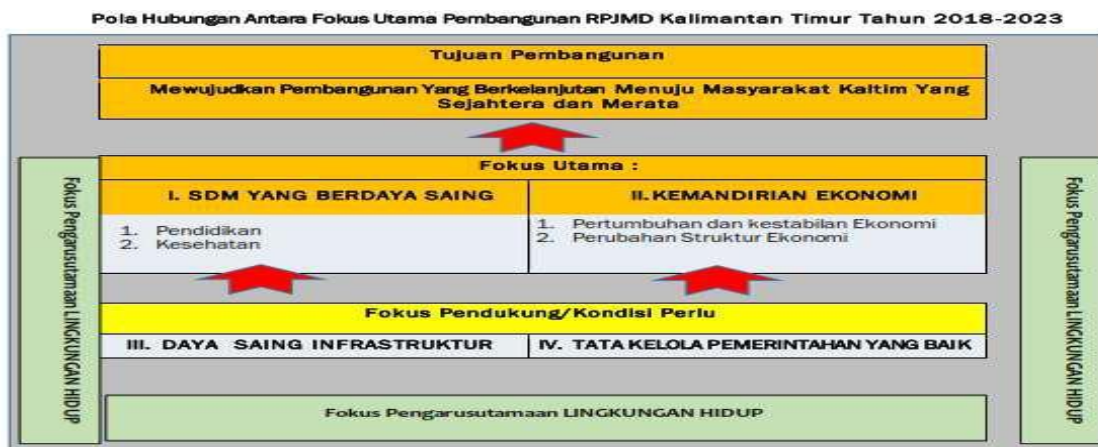 Pola Hubungan Antara Fokus Utama Pembangunan RPJMD Kalimantan Timur Tahun 2018-2023
Tujuan Pembangunan
Mewujudkan Pembangunan Yang Berkelanjutan Menuju Masyarakat Kaltim Yang
Sejahtera dan Merata
Fokus Utama :
I. SDM YANG BERDAYA SAING
1. Pendidikan
2. Kesehatan
II. KEMANDIRIAN EKONOMI
1. Pertumbuhan dan kestabilan Ekonomi
2. Perubahan Struktur Ekonomi
Fokus Pendukung/Kondisi Perlu
III. DAYA SAING INFRASTRUKTUR
IV. TATA KELOLA PEMERINTAHAN YANG BAIK
Fokus Pengarusutamaan LINGKUNGAN HIDUP
Fokus Pengarusutamaan LINGKUNGAN HIDUP
Fokus Pengarusutamaan LINGKUNGAN HIDUP